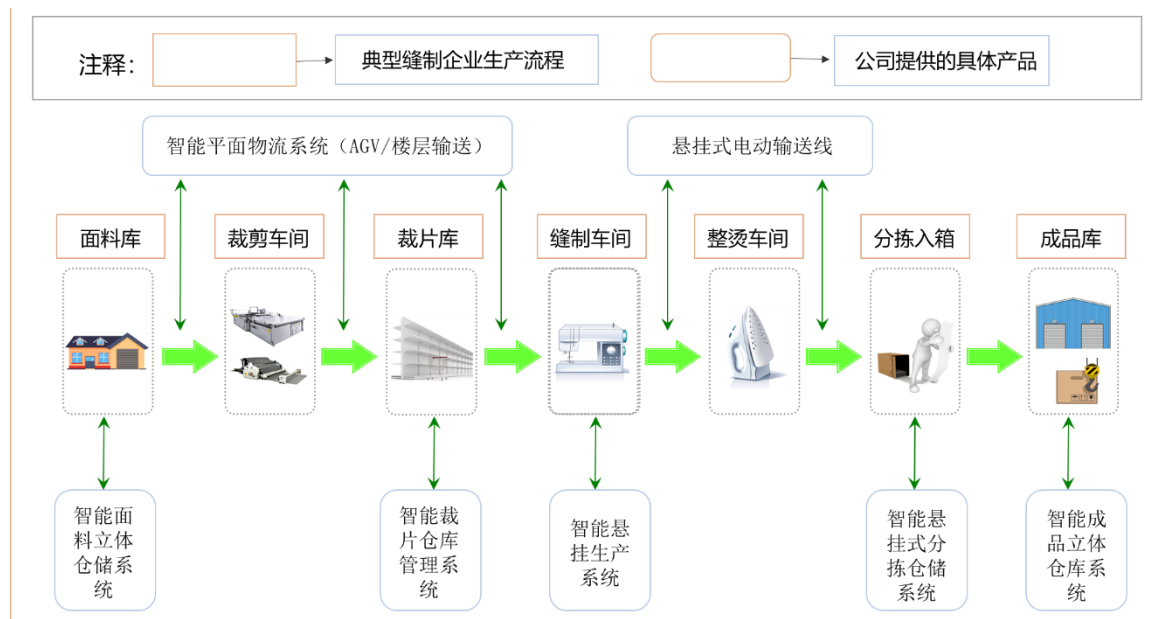 注释：
典型缝制企业生产流程
公司提供的具体产品
智能平面物流系统（AGV/楼层输送）
悬挂式电动输送线
面料库
裁剪车间
裁片库
缝制车间
整烫车间
分拣入箱
成品库
智能面
料立体
仓储系
统
智能裁
片仓库
管理系
统
智能悬
挂生产
系统
智能悬
挂式分
拣仓储
系统
智能成
品立体
仓库系
统